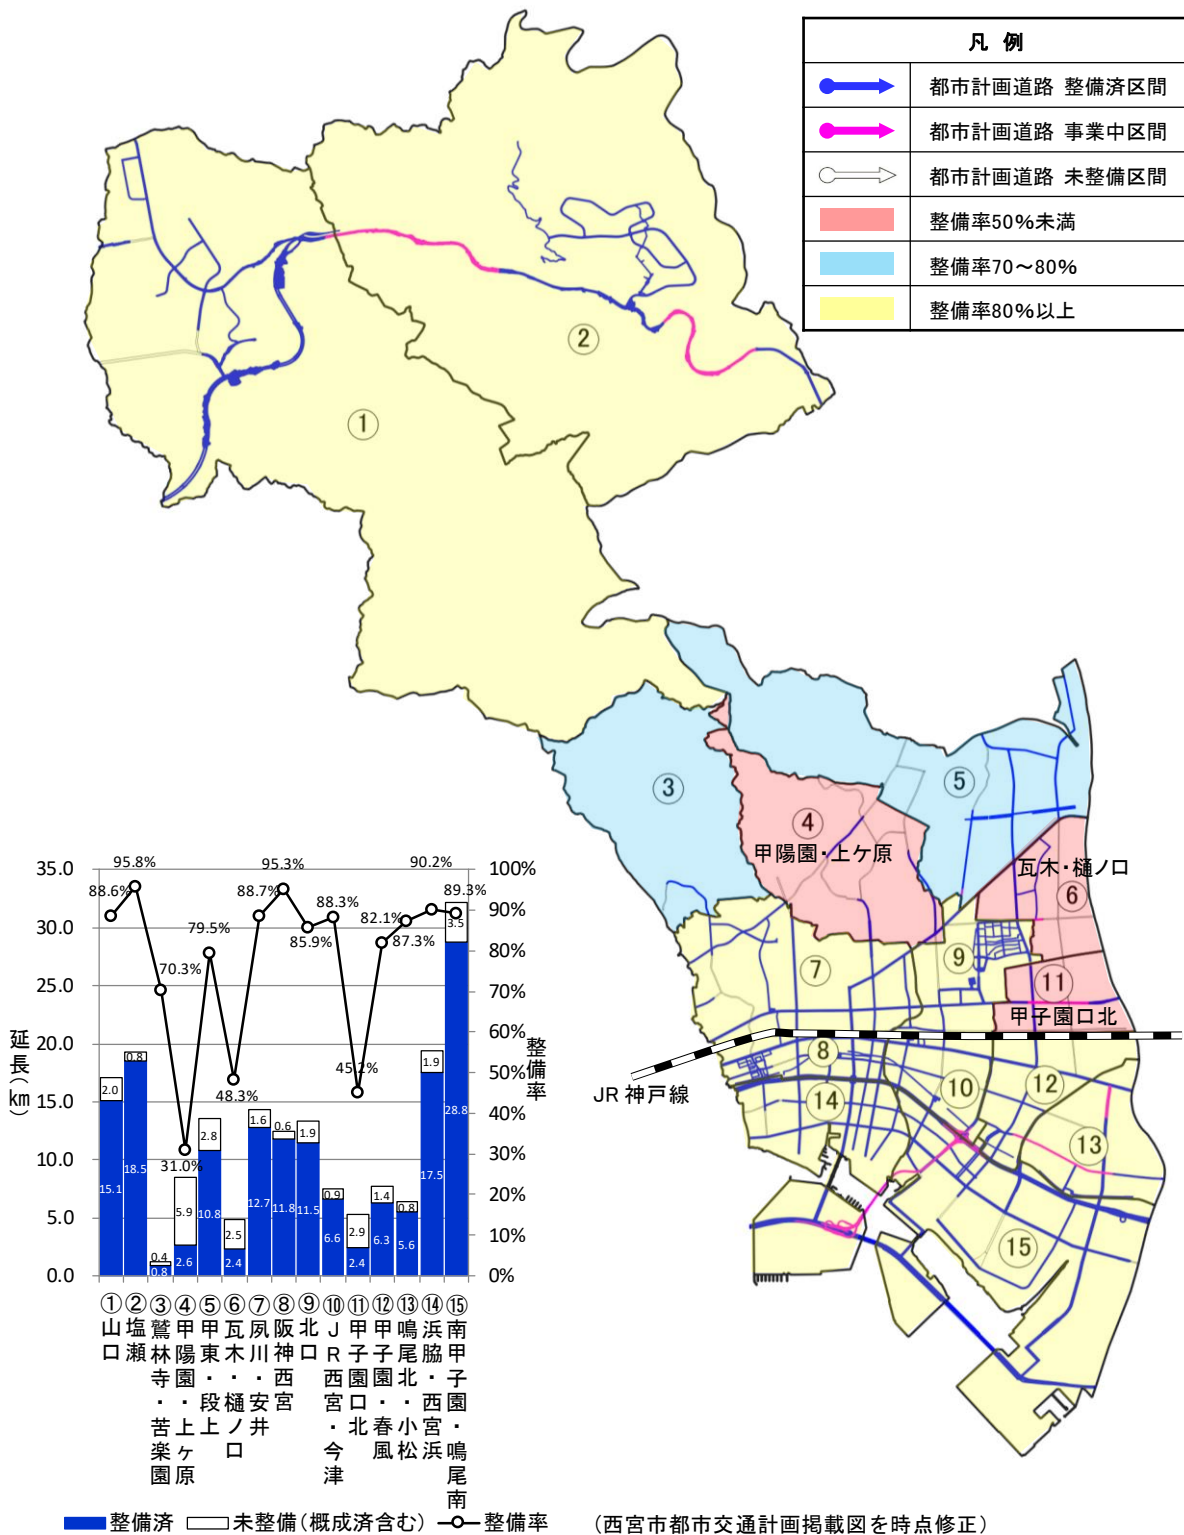 凡 例
都市計画道路 整備済区間
都市計画道路 事業中区間
都市計画道路 未整備区間
整備率50%未満
整備率70～80%
整備率80%以上
①
②
③
④
甲陽園・上ケ原
⑤
瓦木・樋ノ口
⑥
⑦
⑨
⑪
甲子園口北
JR 神戸線
⑧
⑩
⑫
⑭
⑬
⑮
延長(km)
35.0
30.0
25.0
20.0
15.0
10.0
5.0
0.0
整備率
100%
90%
80%
70%
60%
50%
40%
30%
20%
10%
0%
88.6%
95.8%
70.3%
31.0%
79.5%
48.3%
88.7%
95.3%
85.9%
88.3%
45.2%
82.1%
87.3%
90.2%
89.3%
2.0
0.8
0.4
5.9
2.8
2.5
1.6
0.6
1.9
0.9
2.9
1.4
0.8
1.9
3.5
15.1
18.5
0.8
2.6
10.8
2.4
12.7
11.8
11.5
6.6
2.4
6.3
5.6
17.5
28.8
①山口
②塩瀬
③鷲林寺・苦楽園
④甲陽園・上ヶ原
⑤甲東・段上
⑥瓦木・樋ノ口
⑦夙川・安井
⑧阪神西宮
⑨北口
⑩JR西宮・今津
⑪甲子園口北
⑫甲子園・春風
⑬鳴尾北・小松
⑭浜脇・西宮浜
⑮南甲子園・鳴尾南
整備済 未整備(概成済含む) 整備率
(西宮市都市交通計画掲載図を時点修正)